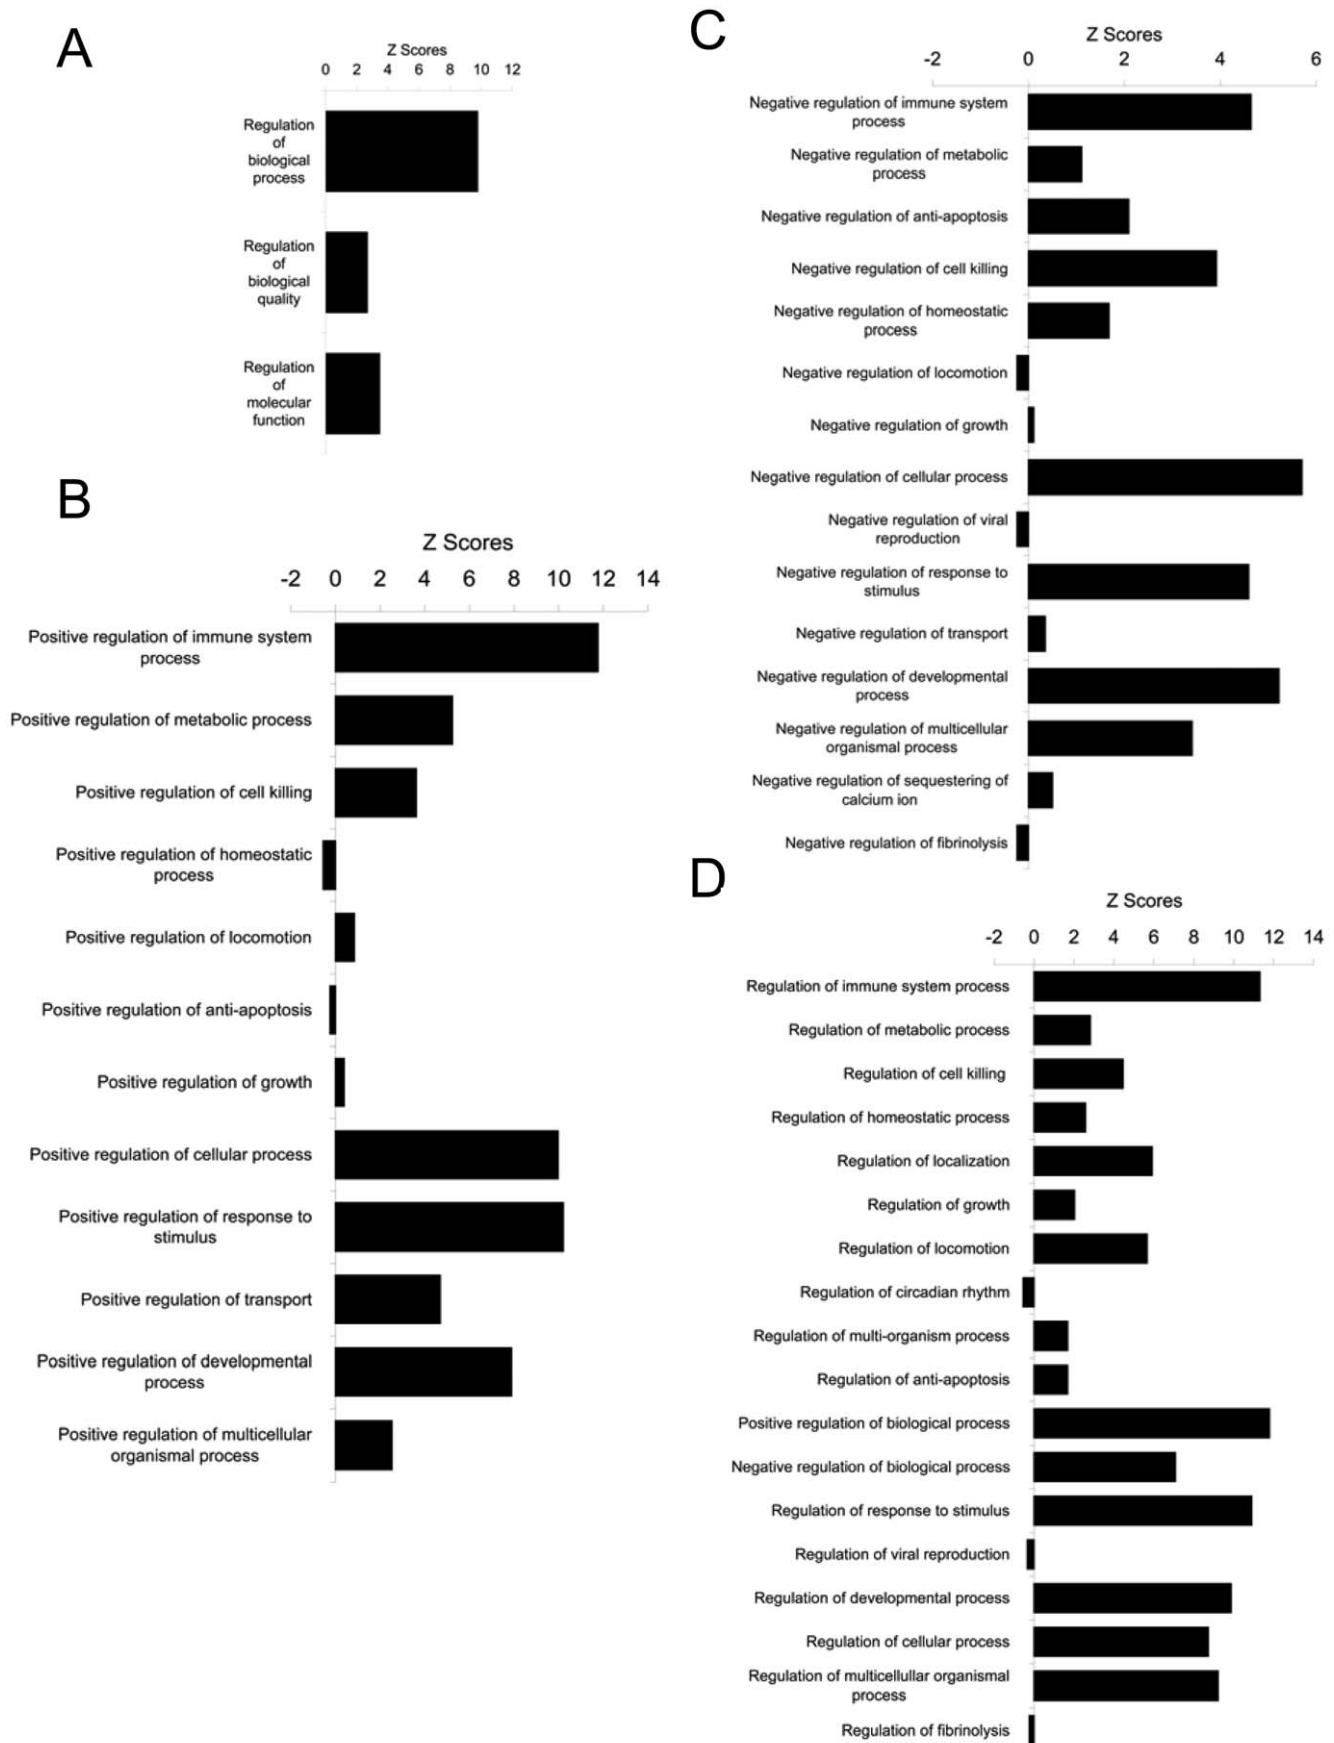 A
Z Scores
0 2 4 6 8 10 12
Regulation
of
biological
process
Regulation
of
biological
quality
Regulation
of
molecular
function
B
Z Scores
-2 0 2 4 6 8 10 12 14
Positive regulation of immune system
process
Positive regulation of metabolic process
Positive regulation of cell killing
Positive regulation of homeostatic
process
Positive regulation of locomotion
Positive regulation of anti-apoptosis
Positive regulation of growth
Positive regulation of cellular process
Positive regulation of response to
stimulus
Positive regulation of transport
Positive regulation of developmental
process
Positive regulation of multicellular
organismal process
C
Z Scores
-2 0 2 4 6
Negative regulation of immune system
process
Negative regulation of metabolic
process
Negative regulation of anti-apoptosis
Negative regulation of cell killing
Negative regulation of homeostatic
process
Negative regulation of locomotion
Negative regulation of growth
Negative regulation of cellular process
Negative regulation of viral
reproduction
Negative regulation of response to
stimulus
Negative regulation of transport
Negative regulation of developmental
process
Negative regulation of multicellular
organismal process
Negative regulation of sequestering of
calcium ion
Negative regulation of fibrinolysis
D
Z Scores
-2 0 2 4 6 8 10 12 14
Regulation of immune system process
Regulation of metabolic process
Regulation of cell killing
Regulation of homeostatic process
Regulation of localization
Regulation of growth
Regulation of locomotion
Regulation of circadian rhythm
Regulation of multi-organism process
Regulation of anti-apoptosis
Positive regulation of biological process
Negative regulation of biological process
Regulation of response to stimulus
Regulation of viral reproduction
Regulation of developmental process
Regulation of cellular process
Regulation of multicellullar organismal
process
Regulation of fibrinolysis